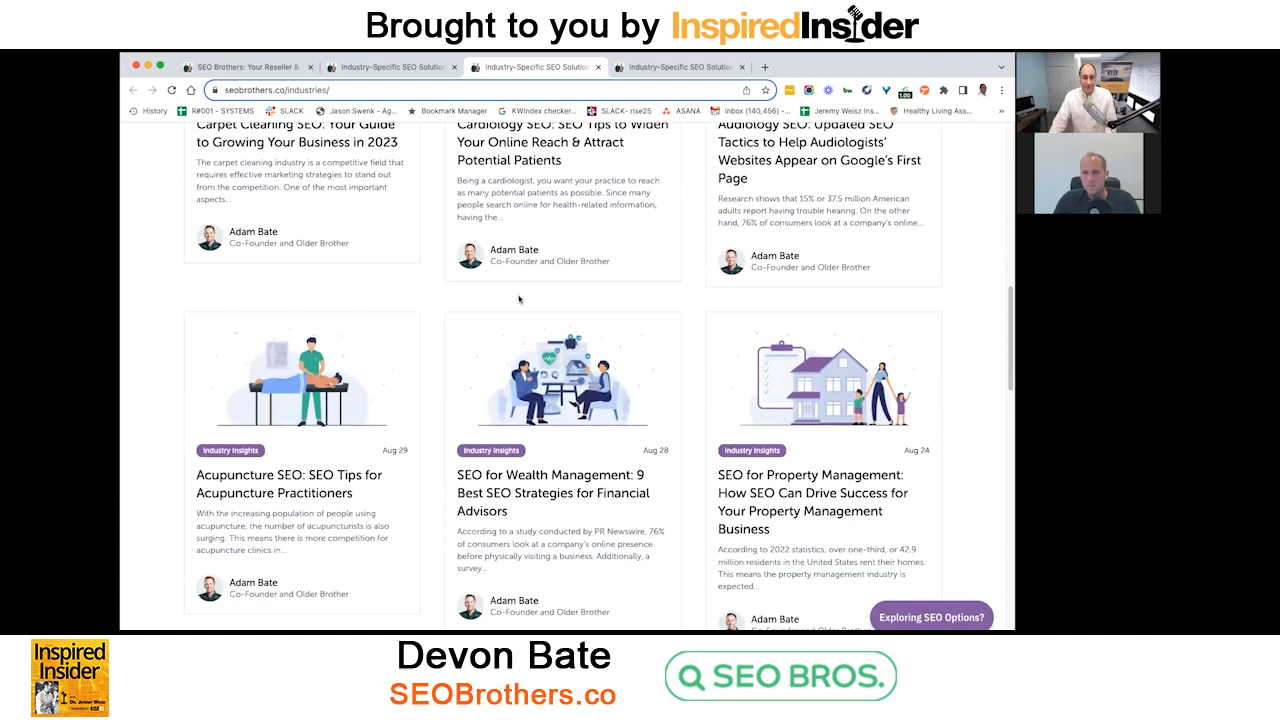 Brought to you by InspiredInsider
SEO Brothers: Your Reseller &
Industry-Specific SEO Solution
Industry-Specific SEO Solution
Industry-Specific SEO Solution
seobrothers.co/industries/
1.00
History
R#001 - SYSTEMS
SLACK
Jason Swenk - Ag...
Bookmark Manager
KWIndex checker...
SLACK- rise25
ASANA
Inbox (140,456) -...
Jeremy Weisz Ins...
Healthy Living Ass...
Carpet Cleaning SEO: Your Guide
to Growing Your Business in 2023
The carpet cleaning industry is a competitive field that
requires effective marketing strategies to stand out
from the competition. One of the most important
aspects...
Adam Bate
Co-Founder and Older Brother
Cardiology SEO: SEO Tips to Widen
Your Online Reach & Attract
Potential Patients
Being a cardiologist, you want your practice to reach
as many potential patients as possible. Since many
people search online for health-related information,
having the...
Adam Bate
Co-Founder and Older Brother
Audiology SEO: Updated SEO
Tactics to Help Audiologists'
Websites Appear on Google's First
Page
Research shows that 15% or 37.5 million American
adults report having trouble hearing. On the other
hand, 76% of consumers look at a company's online...
Adam Bate
Co-Founder and Older Brother
Industry Insights
Aug 29
Acupuncture SEO: SEO Tips for
Acupuncture Practitioners
With the increasing population of people using
acupuncture, the number of acupuncturists is also
surging. This means there is more competition for
acupuncture clinics in...
Adam Bate
Co-Founder and Older Brother
Industry Insights
Aug 28
SEO for Wealth Management: 9
Best SEO Strategies for Financial
Advisors
According to a study conducted by PR Newswire, 76%
of consumers look at a company's online presence
before physically visiting a business. Additionally, a
survey...
Adam Bate
Co-Founder and Older Brother
Industry Insights
Aug 24
SEO for Property Management:
How SEO Can Drive Success for
Your Property Management
Business
According to 2022 statistics, over one-third, or 42.9
million residents in the United States rent their homes.
This means the property management industry is
expected...
Adam Bate
Exploring SEO Options?
Inspired
Insider
Devon Bate
SEOBrothers.co
SEO BROS.